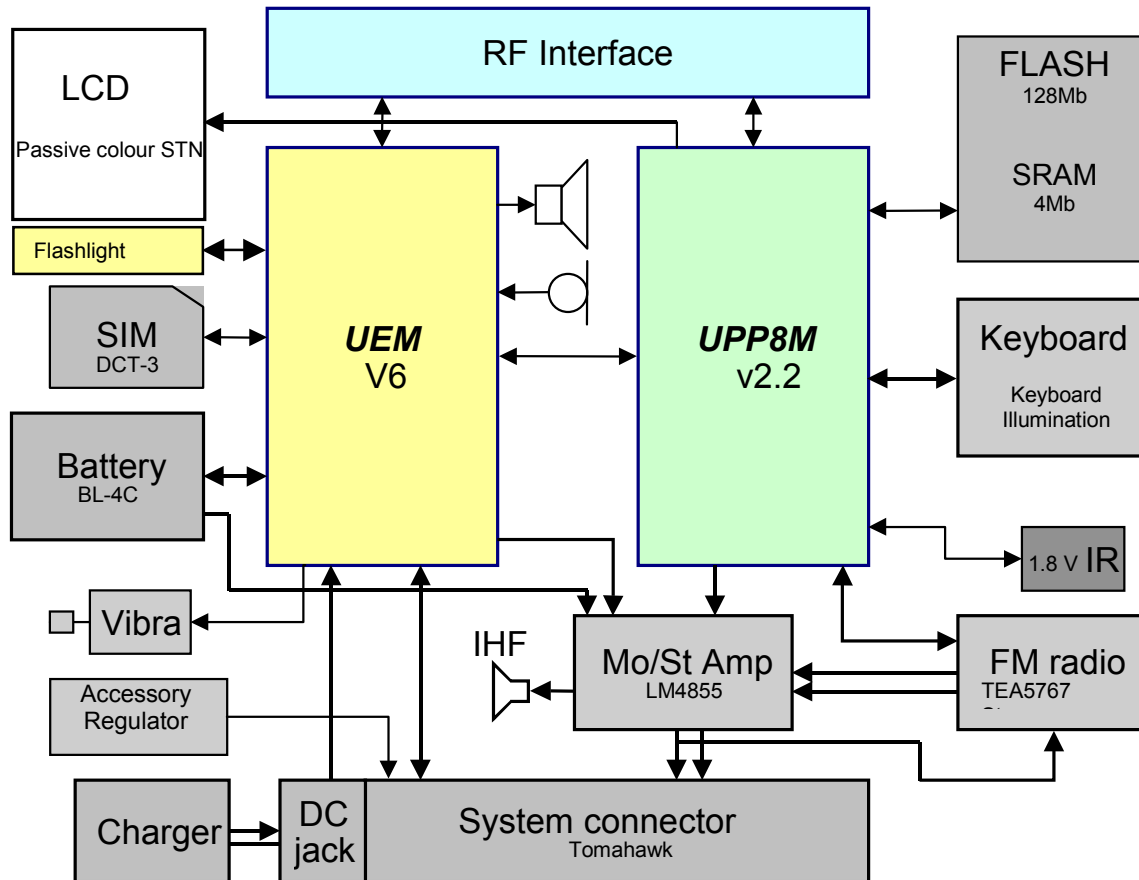 RF Interface
LCD
Passive colour STN
Flashlight
SIM
DCT-3
Battery
BL-4C
Vibra
Accessory
Regulator
Charger
UEM
V6
UPP8M
v2.2
FLASH
128Mb
SRAM
4Mb
Keyboard
Keyboard
Illumination
1.8 V IR
IHF
Mo/St Amp
LM4855
FM radio
TEA5767
DC
jack
System connector
Tomahawk